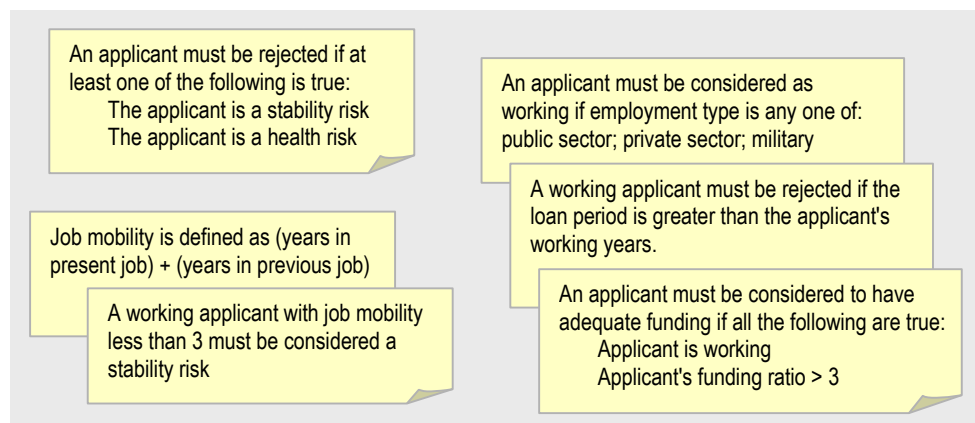 An applicant must be rejected if at
least one of the following is true:
The applicant is a stability risk
The applicant is a health risk
Job mobility is defined as (years in
present job) + (years in previous job)
A working applicant with job mobility
less than 3 must be considered a
stability risk
An applicant must be considered as
working if employment type is any one of:
public sector; private sector; military
A working applicant must be rejected if the
loan period is greater than the applicant's
working years.
An applicant must be considered to have
adequate funding if all the following are true:
Applicant is working
Applicant's funding ratio > 3